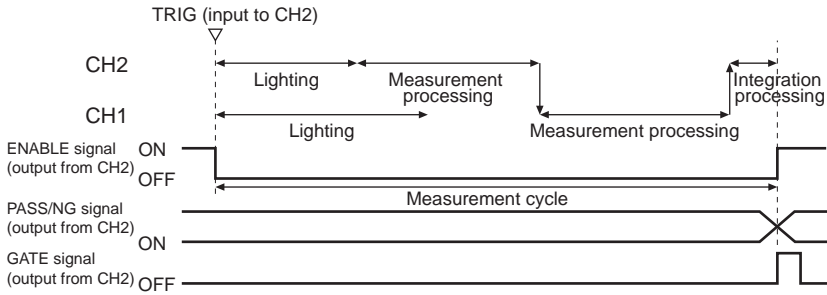 TRIG (input to CH2)
CH2
Lighting
Measurement
processing
Integration
processing
CH1
Lighting
Measurement processing
ENABLE signal
(output from CH2)
ON
OFF
Measurement cycle
PASS/NG signal
(output from CH2)
ON
GATE signal
(output from CH2)
OFF